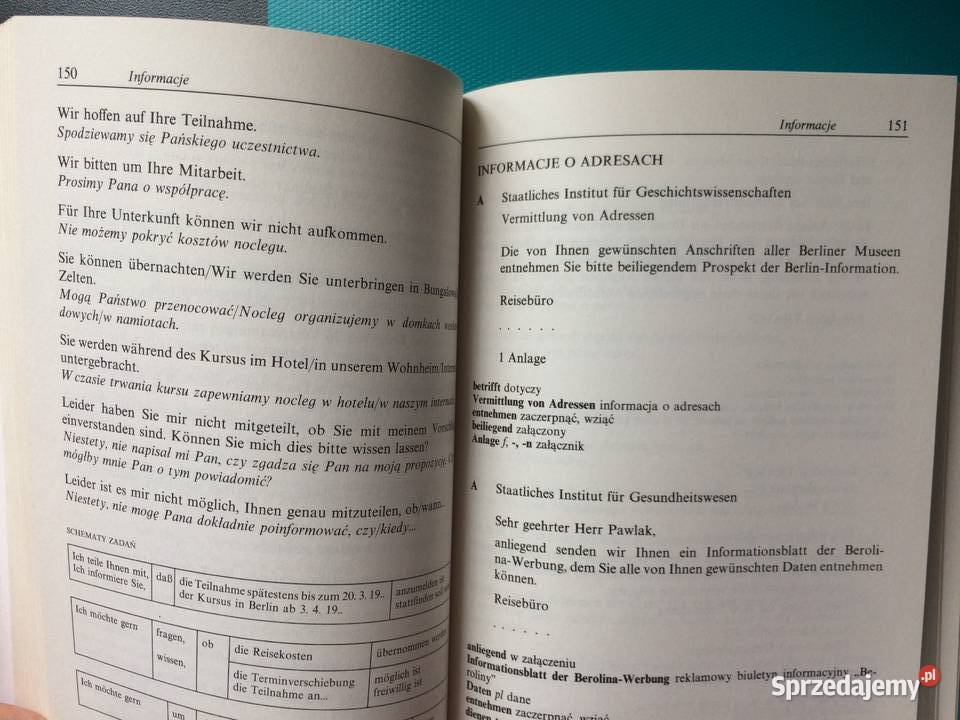 150 Informacje
Wir hoffen auf Ihre Teilnahme.
Spodziewamy się Pańskiego uczestnictwa.
Wir bitten um Ihre Mitarbeit.
Prosimy Pana o współpracę.
Für Ihre Unterkunft können wir nicht aufkommen.
Nie możemy pokryć kosztów noclegu.
Sie können übernachten/Wir werden Sie unterbringen in
Zelten.
Mogą Państwo przenocować/Nocleg organizujemy w domkach
dowych/w namiotach.
Sie werden während des Kursus im Hotel/in unserem Wohnheim/
untergebracht.
W czasie trwania kursu zapewniamy nocleg w hotelu/w naszym
Leider haben Sie mir nicht mitgeteilt, ob Sie mit meinem
einverstanden sind. Können Sie mich dies bitte wissen lassen?
Niestety, nie napisał mi Pan, czy zgadza się Pan na moją propozycję.
mógłby mnie Pan o tym powiadomić?
Leider ist es mir nicht möglich, Ihnen genau mitzuteilen, ob/wann...
Niestety, nie mogę Pana dokładnie poinformować, czy/kiedy...
SCHEMATY ZADAŃ
Ich teile Ihnen mit,
Ich informiere Sie,
daß
die Teilnahme spätestens bis zum 20. 3. 19..
der Kursus in Berlin ab 3. 4. 19..
anzumelden ist
stattfinden
Ich möchte gern
fragen,
wissen,
ob
die Reisekosten
übernommen
die Terminverschiebung
die Teilnahme an...
möglich ist
freiwillig ist
Ich möchte gern
um
Informacje 151
INFORMACJE O ADRESACH
A Staatliches Institut für Geschichtswissenschaften
Vermittlung von Adressen
Die von Ihnen gewünschten Anschriften aller Berliner Museen
entnehmen Sie bitte beiliegendem Prospekt der Berlin-Information.
Reisebüro
. . . . . .
1 Anlage
betrifft dotyczy
Vermittlung von Adressen informacja o adresach
entnehmen zaczerpnąć, wziąć
beiliegend załączony
Anlage f, -, -n załącznik
A Staatliches Institut für Gesundheitswesen
Sehr geehrter Herr Pawlak,
anliegend senden wir Ihnen ein Informationsblatt der Beroli-
na-Werbung, dem Sie alle von Ihnen gewünschten Daten entnehmen
können.
Reisebüro
. . . . . .
anliegend w załączeniu
Informationsblatt der Berolina-Werbung reklamowy biuletyn informacyjny „Be-
roliny"
Daten pl dane
entnehmen zaczerpnąć, wziąć
Sprzedajemy.pl